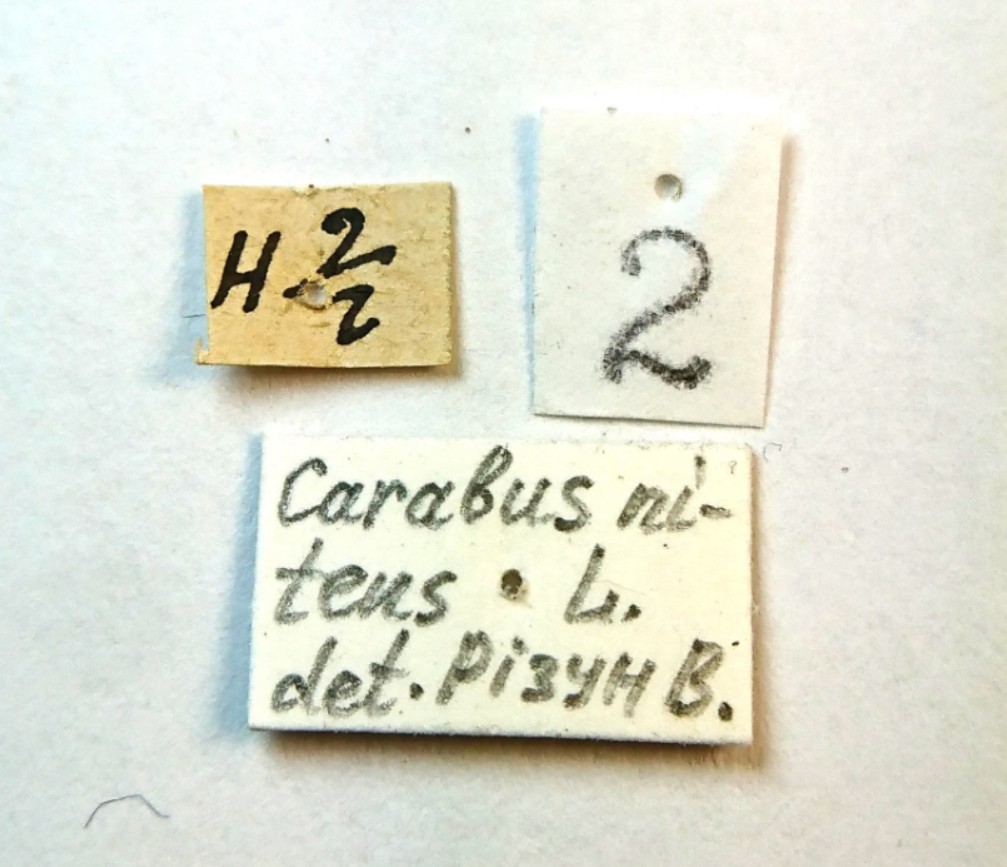 H 2/2
2
Carabus ni-
tens L.
det. Різун В.